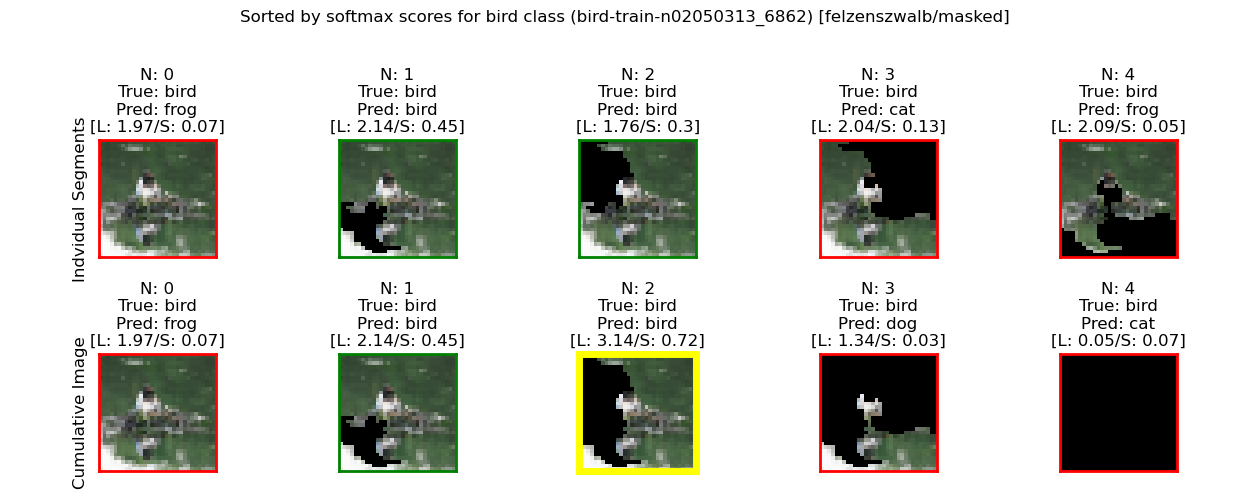 Sorted by softmax scores for bird class (bird-train-n02050313_6862) [felzenszwalb/masked]
Indvidual Segments
N: 0
True: bird
Pred: frog
[L: 1.97/S: 0.07]
N: 1
True: bird
Pred: bird
[L: 2.14/S: 0.45]
N: 2
True: bird
Pred: bird
[L: 1.76/S: 0.3]
N: 3
True: bird
Pred: cat
[L: 2.04/S: 0.13]
N: 4
True: bird
Pred: frog
[L: 2.09/S: 0.05]
Cumulative Image
N: 0
True: bird
Pred: frog
[L: 1.97/S: 0.07]
N: 1
True: bird
Pred: bird
[L: 2.14/S: 0.45]
N: 2
True: bird
Pred: bird
[L: 3.14/S: 0.72]
N: 3
True: bird
Pred: dog
[L: 1.34/S: 0.03]
N: 4
True: bird
Pred: cat
[L: 0.05/S: 0.07]